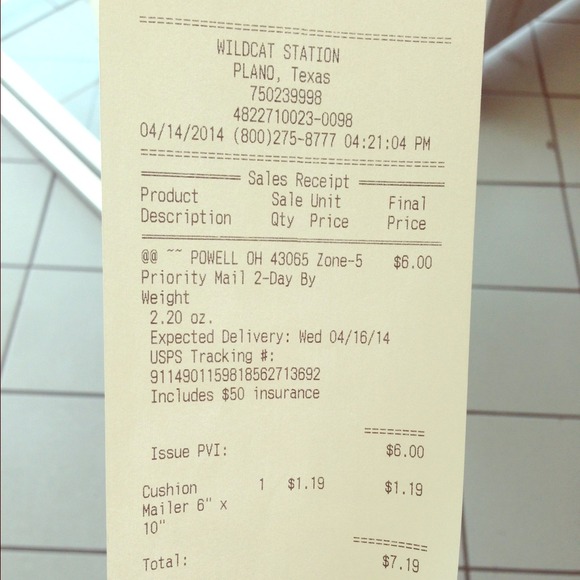 ========================================
WILDCAT STATION
PLANO, Texas
750239998
4822710023-0098
04/14/2014 (800)275-8777 04:21:04 PM
========================================
============ Sales Receipt ============
Product Sale Unit Final
Description Qty Price Price
@@ ~~ POWELL OH 43065 Zone-5 $6.00
Priority Mail 2-Day By
Weight
2.20 oz.
Expected Delivery: Wed 04/16/14
USPS Tracking #:
9114901159818562713692
Includes $50 insurance
========
Issue PVI: $6.00
Cushion 1 $1.19 $1.19
Mailer 6" x
10"
==========
Total: $7.19